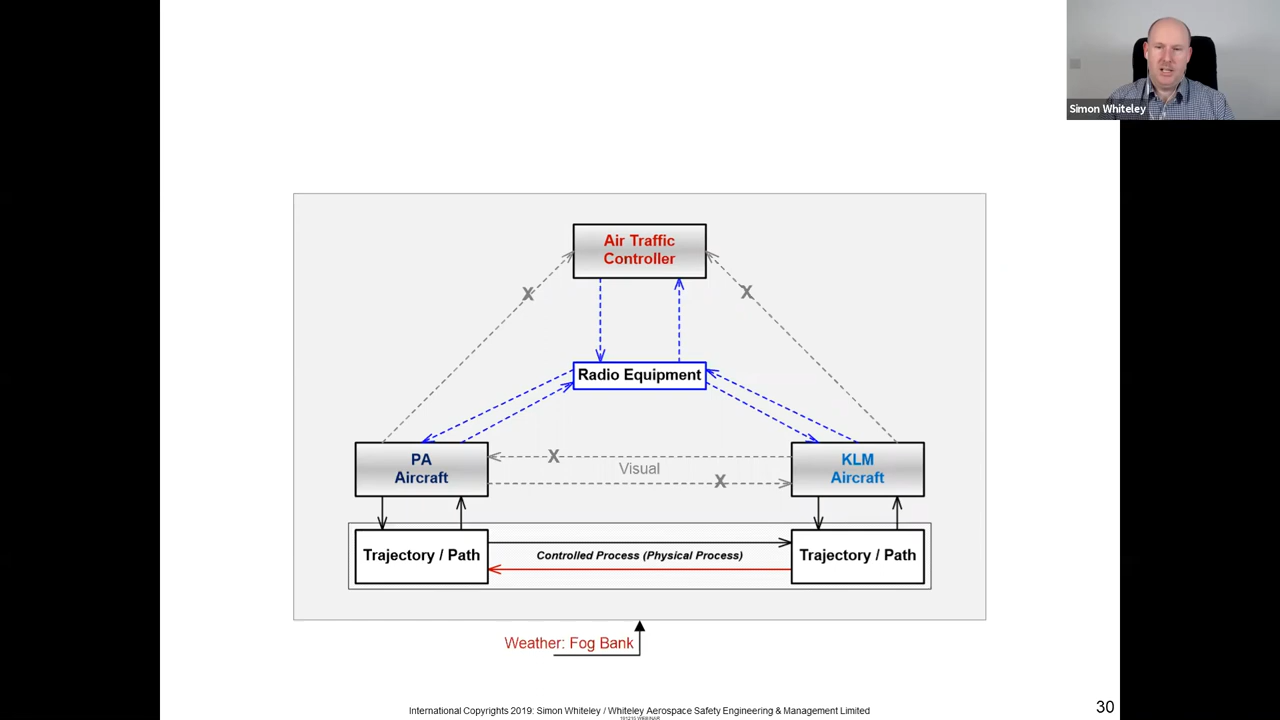 Simon Whiteley
Air Traffic
Controller
X
X
Radio Equipment
PA
Aircraft
X
Visual
X
KLM
Aircraft
Trajectory / Path
Controlled Process (Physical Process)
Trajectory / Path
Weather: Fog Bank
International Copyrights 2019: Simon Whiteley / Whiteley Aerospace Safety Engineering & Management Limited
30